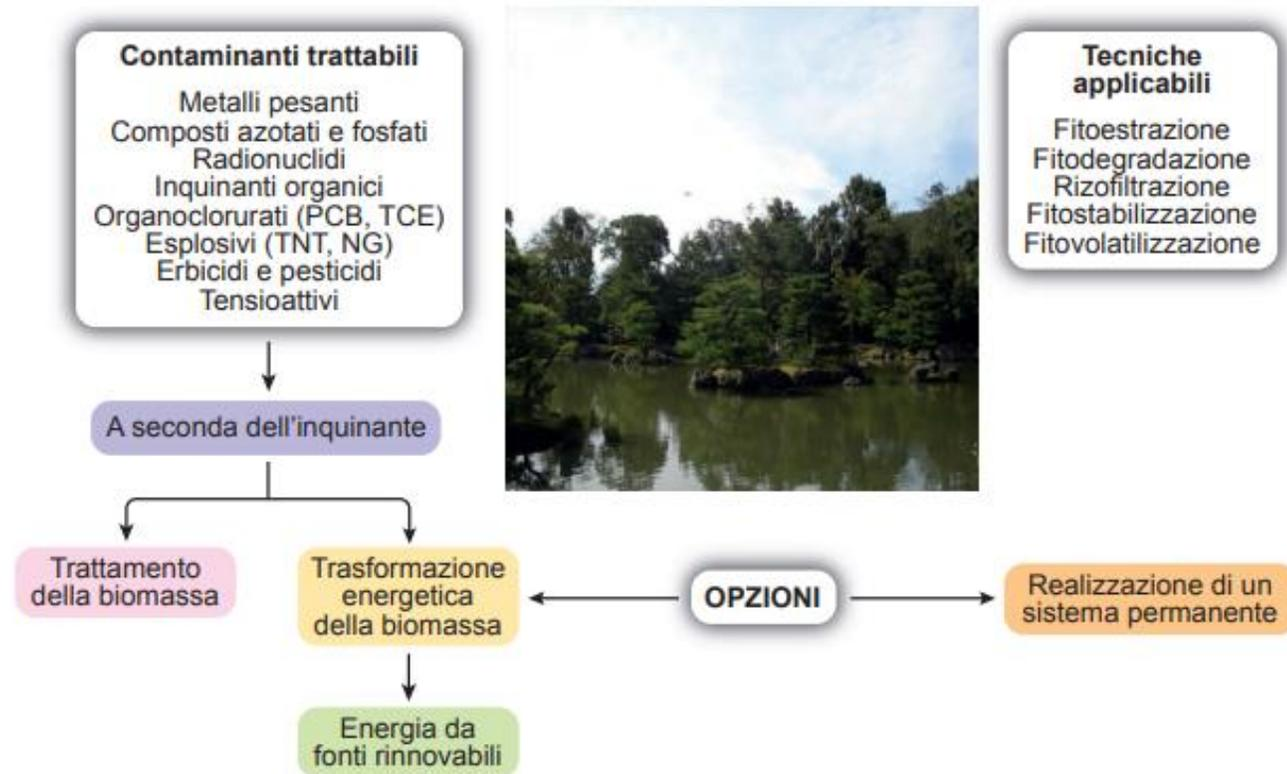 Contaminanti trattabili
Metalli pesanti
Composti azotati e fosfati
Radionuclidi
Inquinanti organici
Organoclorurati (PCB, TCE)
Esplosivi (TNT, NG)
Erbicidi e pesticidi
Tensioattivi
Tecniche
applicabili
Fitoestrazione
Fitodegradazione
Rizofiltrazione
Fitostabilizzazione
Fitovolatilizzazione
A seconda dell'inquinante
Trattamento
della biomassa
Trasformazione
energetica
della biomassa
OPZIONI
Realizzazione di un
sistema permanente
Energia da
fonti rinnovabili